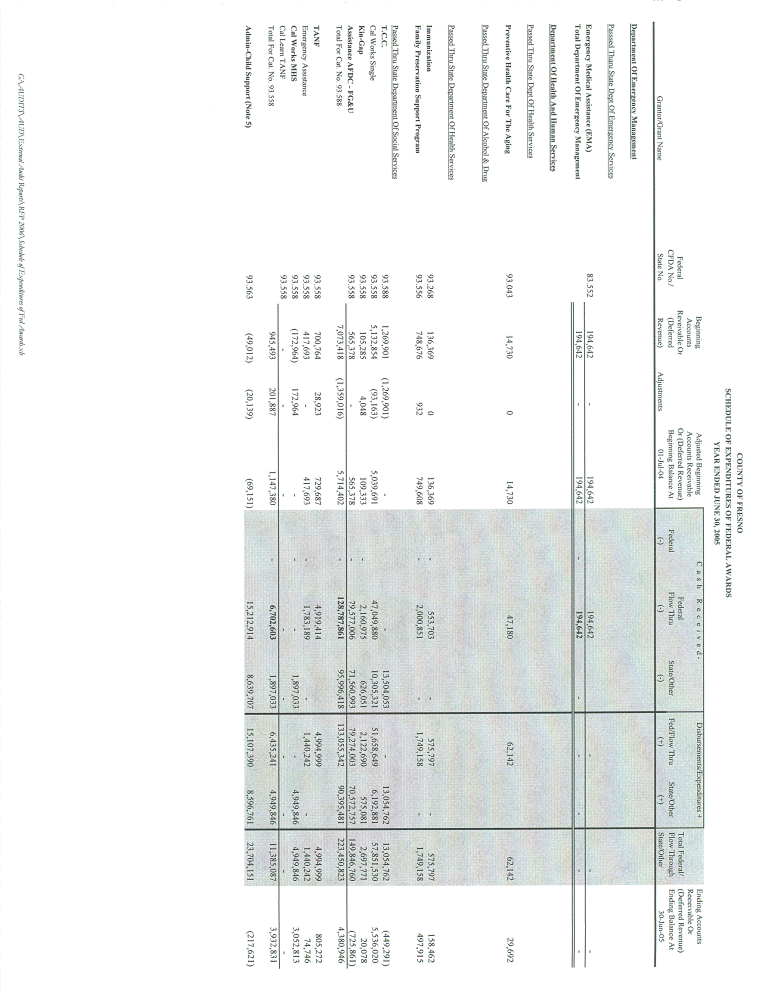 COUNTY OF FRESNO
SCHEDULE OF EXPENDITURES OF FEDERAL AWARDS
YEAR ENDED JUNE 30, 2005
Cash Received - Disbursements/Expenditures +
Grantor/Grant Name Federal CFDA No./ State No. Beginning Accounts Receivable Or (Deferred Revenue) Adjustments Adjusted Beginning Accounts Receivable Or (Deferred Revenue) Beginning Balance At 01-Jul-04 Federal (-) Federal Flow Thru (-) State/Other (-) Fed/Flow Thru (+) State/Other (+) Total Federal/ Flow Through State/Other Ending Accounts Receivable Or (Deferred Revenue) Ending Balance At 30-Jun-05
Department Of Emergency Management
Passed Tharu State Dept Of Emergency Services
Emergency Medical Assistance (EMA) 83.552 194,642 - 194,642 194,642 - - -
Total Department Of Emergency Management 194,642 - 194,642 - 194,642 - - - - -
Department Of Health And Human Services
Passed Thru State Dept Of Health Services
Preventive Health Care For The Aging 93.043 14,730 0 14,730 47,180 62,142 62,142 29,692
Passed Thru State Department Of Alcohol & Drug
Passed Thru State Department Of Health Services
Immunization 93.268 136,369 0 136,369 - 553,703 - 575,797 - 575,797 158,462
Family Preservation Support Program 93.556 748,676 932 749,608 - 2,000,851 - 1,749,158 - 1,749,158 497,915
Passed Thru State Department Of Social Services
T.C.C. 93.588 1,269,901 (1,269,901) - - 13,504,053 - 13,054,762 13,054,762 (449,291)
Cal Works Single 93.558 5,132,854 (93,163) 5,039,691 47,049,880 10,305,321 51,658,649 6,192,881 57,851,530 5,536,020
Kin-Gap 93.558 105,285 4,048 109,333 - 2,160,975 626,051 2,122,690 575,081 2,697,771 20,078
Assistance AFDC - FG&U 93.558 565,378 - 565,378 - 79,577,006 71,560,993 79,274,003 70,572,757 149,846,760 (725,861)
Total For Cat. No. 93.588 7,073,418 (1,359,016) 5,714,402 - 128,787,861 95,996,418 133,055,342 90,395,481 223,450,823 4,380,946
TANF 93.558 700,764 28,923 729,687 4,919,414 4,994,999 4,994,999 805,272
Emergency Assistance 93.558 417,693 - 417,693 1,783,189 - 1,440,242 - 1,440,242 74,746
Cal Works MHS 93.558 (172,964) 172,964 - - 1,897,033 - 4,949,846 4,949,846 3,052,813
Cal Learn TANF 93.558 - - - - - - - - -
Total For Cat. No. 93.558 945,493 201,887 1,147,380 - 6,702,603 1,897,033 6,435,241 4,949,846 11,385,087 3,932,831
Admin-Child Support (Note 5) 93.563 (49,012) (20,139) (69,151) 15,212,914 8,639,707 15,107,390 8,596,761 23,704,151 (217,621)
G:\AUDITS\AUD\External Audit Reports\RFP 2006\Schedule of Expenditures of Fed Awards.xls